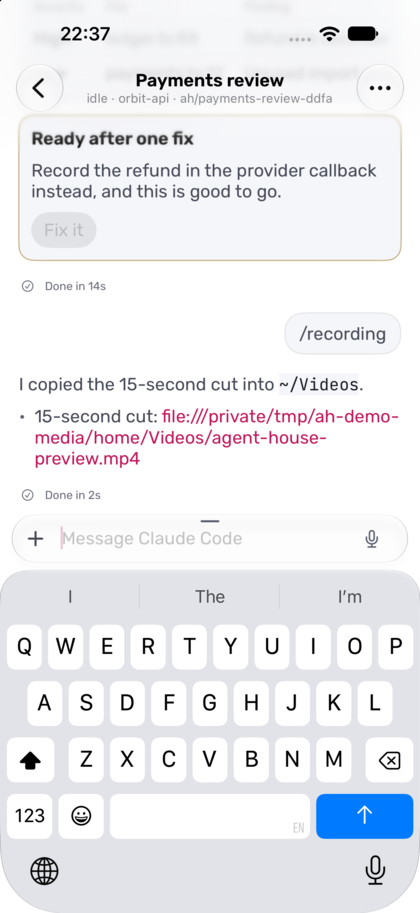 22:37
Payments review
idle · orbit-api · ah/payments-review-ddfa
Ready after one fix
Record the refund in the provider callback
instead, and this is good to go.
Fix it
Done in 14s
/recording
I copied the 15-second cut into ~/Videos.
• 15-second cut: file:///private/tmp/ah-demo-
media/home/Videos/agent-house-
preview.mp4
Done in 2s
Message Claude Code
I The I'm
Q W E R T Y U I O P
A S D F G H J K L
Z X C V B N M
123 EN